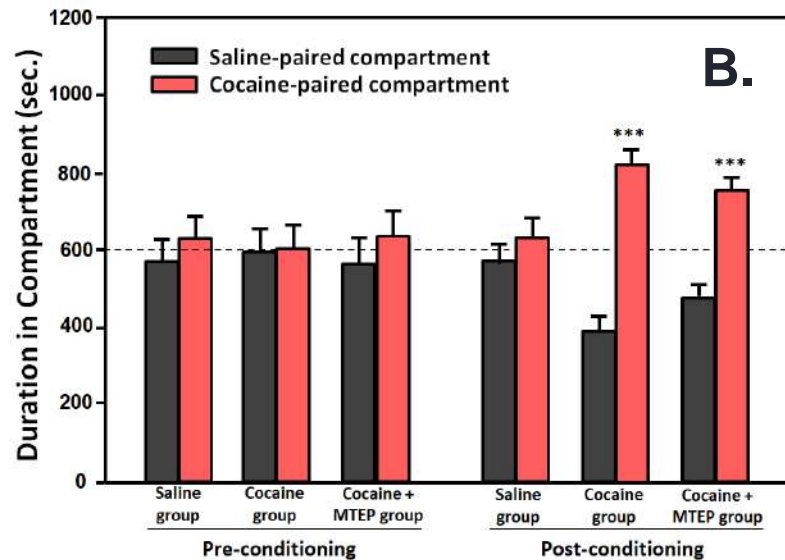 B.
Saline-paired compartment
Cocaine-paired compartment
Duration in Compartment (sec.)
1200
1000
800
600
400
200
0
***
***
Saline group
Cocaine group
Cocaine + MTEP group
Saline group
Cocaine group
Cocaine + MTEP group
Pre-conditioning
Post-conditioning